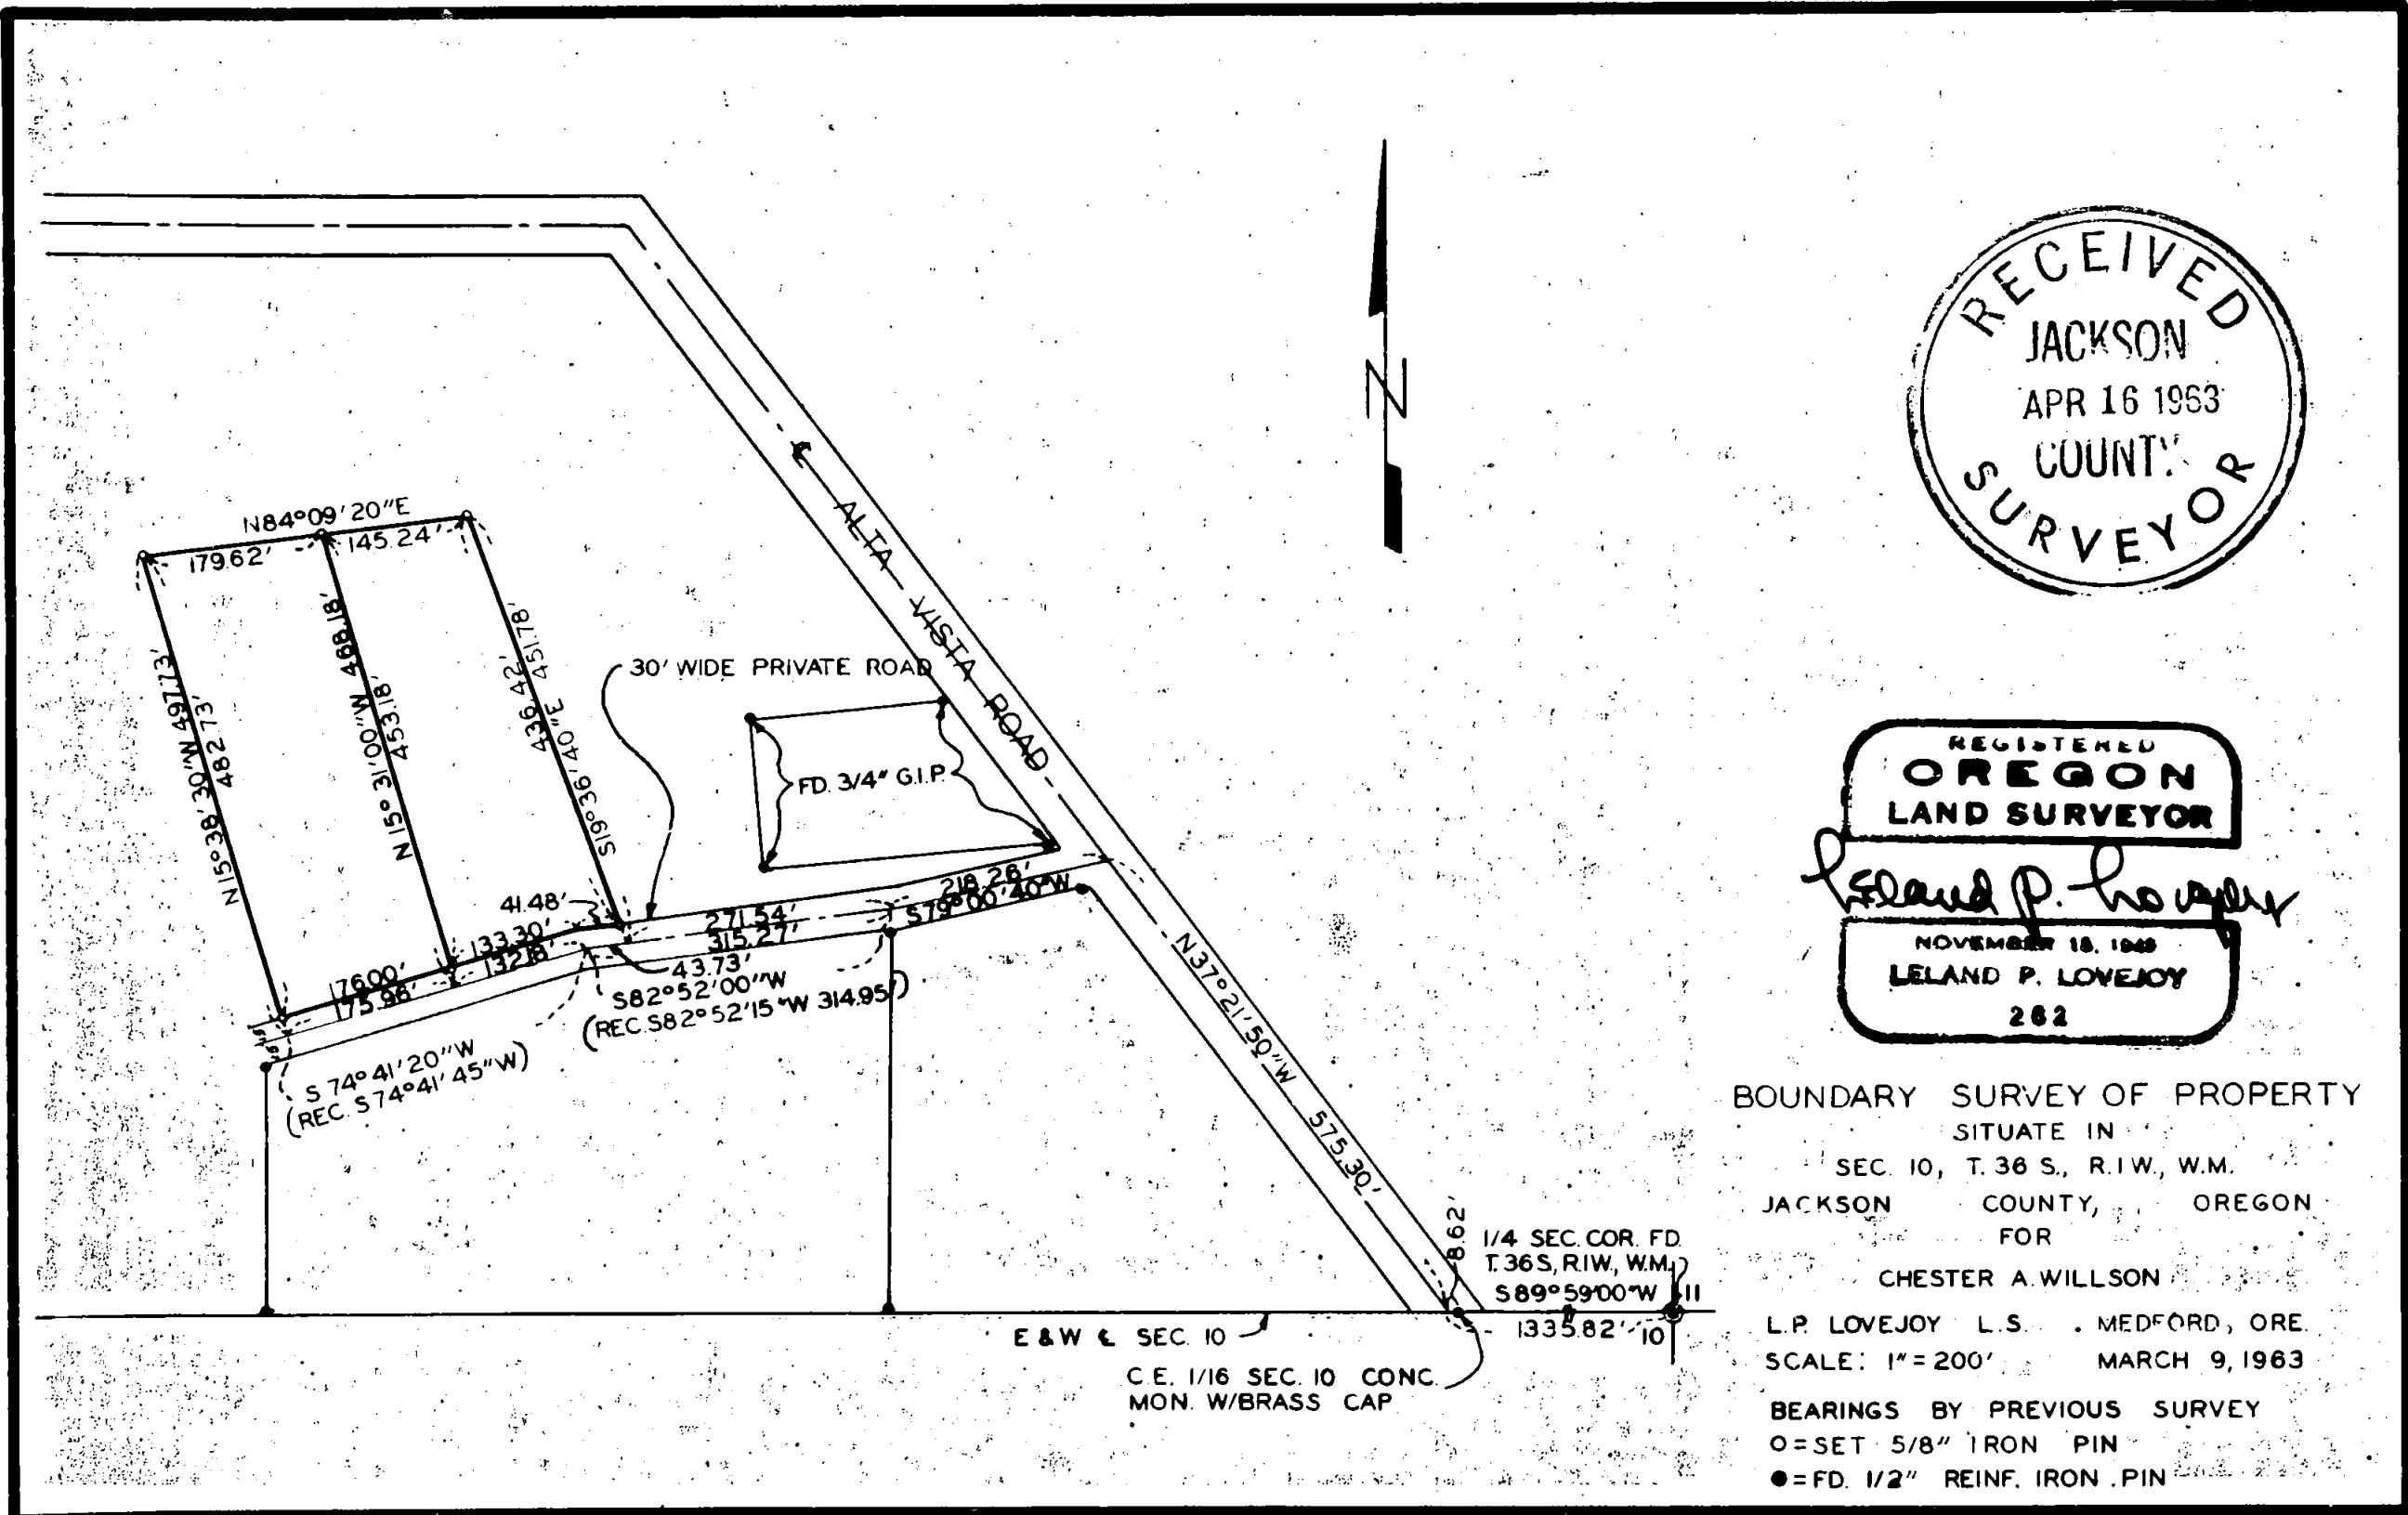 RECEIVED
JACKSON
APR 16 1963
COUNTY
SURVEYOR
N
N84°09'20"E
179.62'
145.24'
N15°38'30"W 497.73'
482.73'
N15°31'00"W 468.18'
453.18'
436.42'
S19°36'40"E 451.78'
30' WIDE PRIVATE ROAD
FD. 3/4" G.I.P.
℄ ALTA VISTA ROAD
41.48'
133.30'
132.18'
176.00'
175.96'
271.54'
315.27'
43.73'
S82°52'00"W
(REC. S82°52'15"W 314.95')
218.26'
S79°00'40"W
S 74°41'20"W
(REC. S74°41'45"W)
N37°21'50"W 575.30'
8.62'
1/4 SEC. COR. FD.
T.36S, R1W., W.M.
S89°59'00"W
11
1335.82'
10
E & W ℄ SEC. 10
C.E. 1/16 SEC. 10 CONC.
MON. W/BRASS CAP
REGISTERED
OREGON
LAND SURVEYOR
Leland P. Lovejoy
LELAND P. LOVEJOY
262
BOUNDARY SURVEY OF PROPERTY
SITUATE IN
SEC. 10, T. 36 S., R.1 W., W.M.
JACKSON COUNTY, OREGON
FOR
CHESTER A. WILLSON
L.P. LOVEJOY L.S. MEDFORD, ORE.
SCALE: 1" = 200' MARCH 9, 1963
BEARINGS BY PREVIOUS SURVEY
O = SET 5/8" IRON PIN
● = FD. 1/2" REINF. IRON PIN